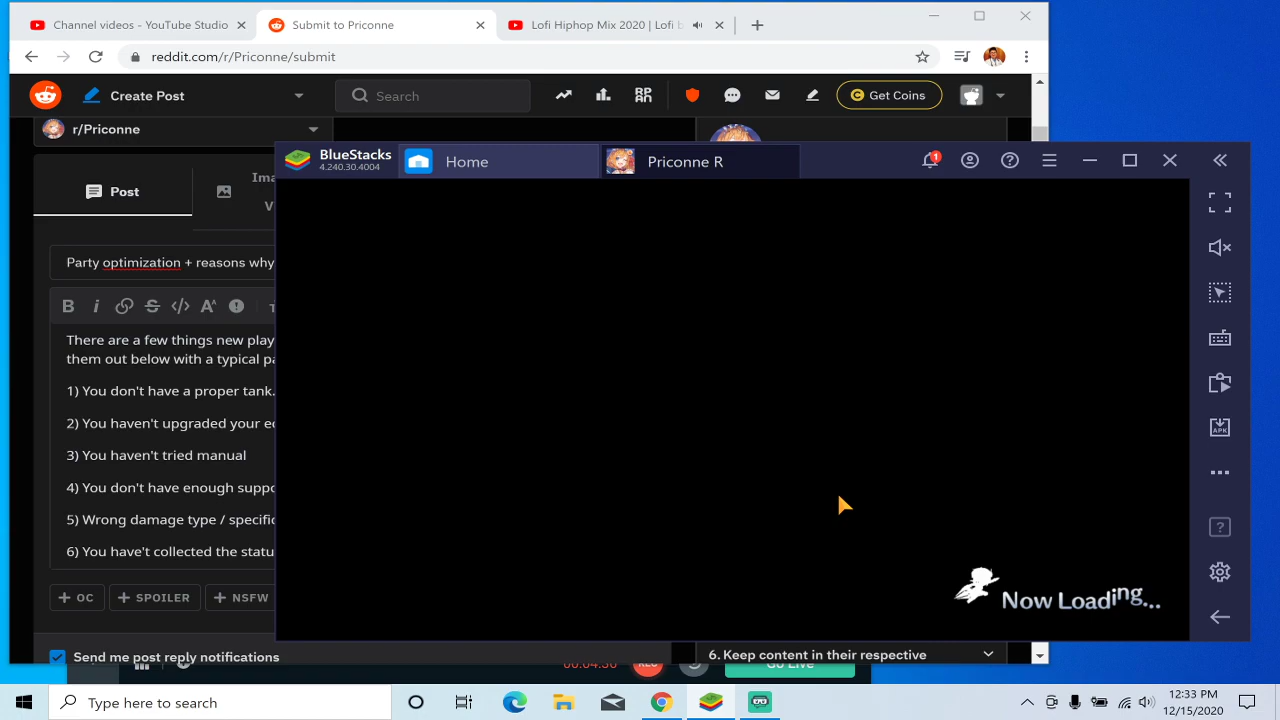 Channel videos - YouTube Studio
Submit to Priconne
Lofi Hiphop Mix 2020 | Lofi b
reddit.com/r/Priconne/submit
Create Post
Search
Get Coins
r/Priconne
BlueStacks
4.240.30.4004
Home
Priconne R
1
Post
Ima
V
Party optimization + reasons why
B i
There are a few things new play
them out below with a typical pa
1) You don't have a proper tank.
2) You haven't upgraded your eq
3) You haven't tried manual
4) You don't have enough suppo
5) Wrong damage type / specific
6) You have't collected the statu
APK
+ OC
+ SPOILER
+ NSFW
Now Loading...
Send me post reply notifications
REC
Go Live
6. Keep content in their respective
Type here to search
12:33 PM
12/15/2020